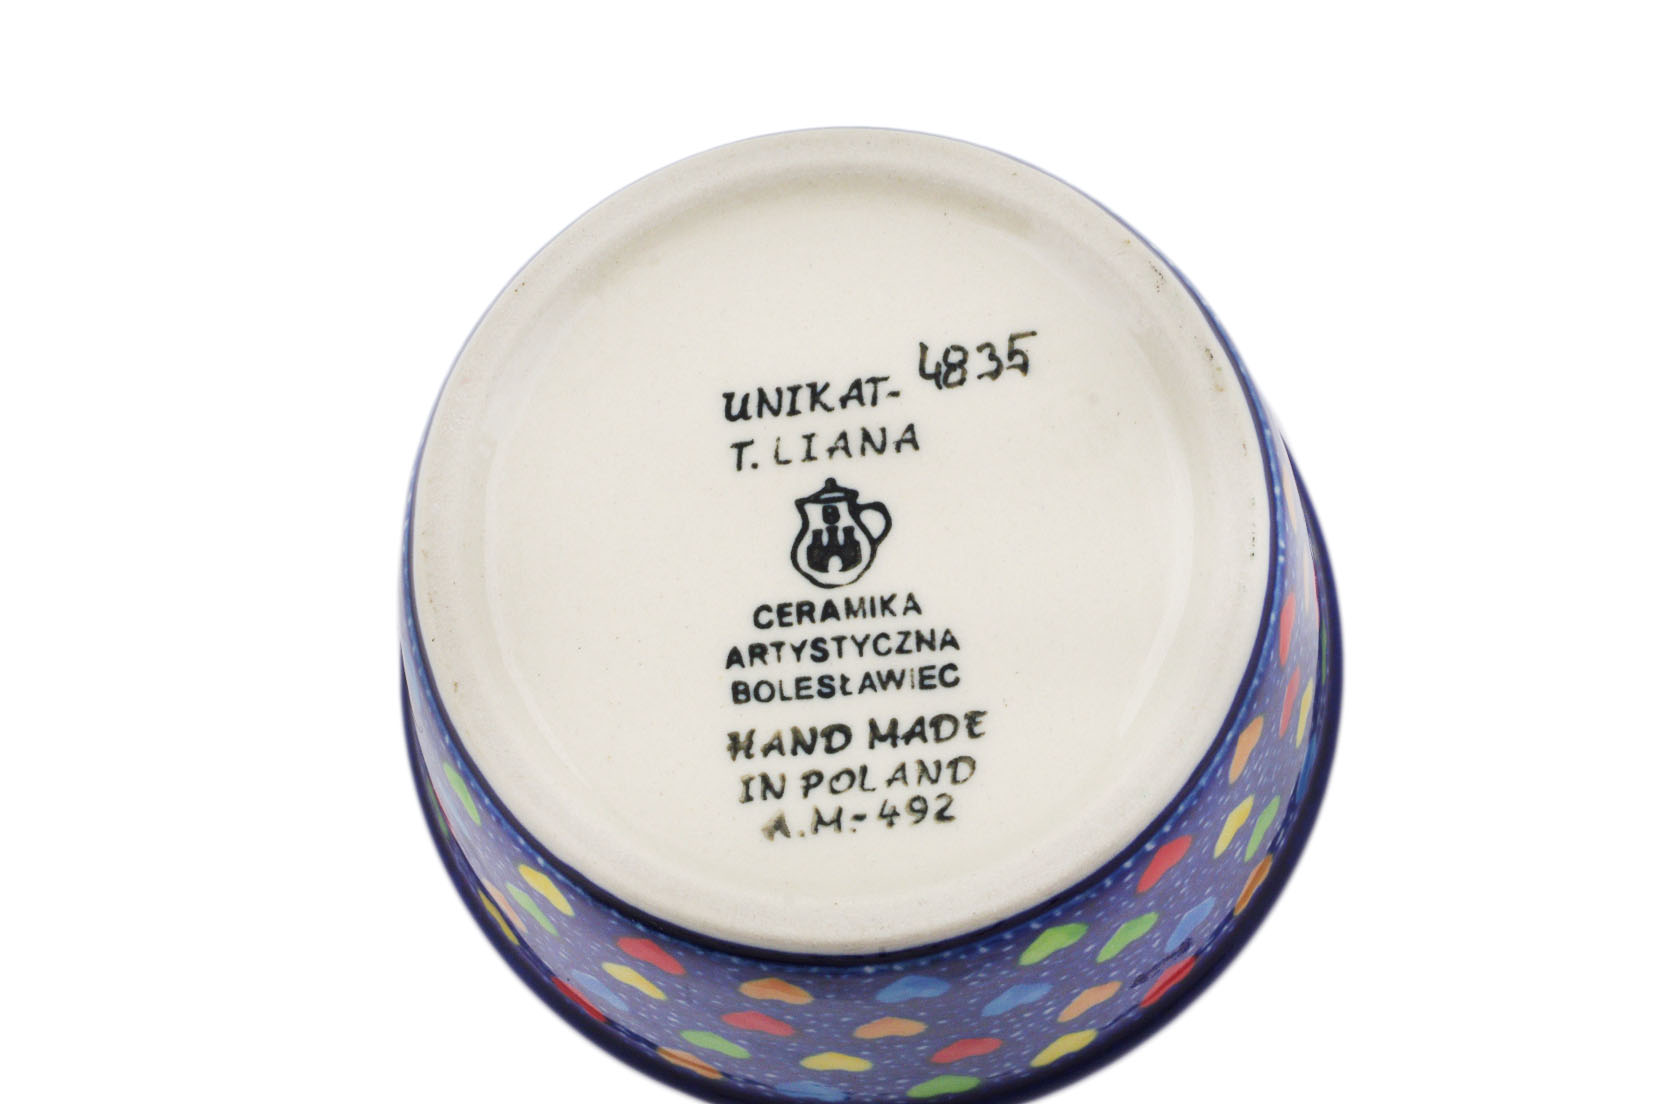 UNIKAT- 4835
T. LIANA
CERAMIKA
ARTYSTYCZNA
BOLESŁAWIEC
HAND MADE
IN POLAND
A.M.-492